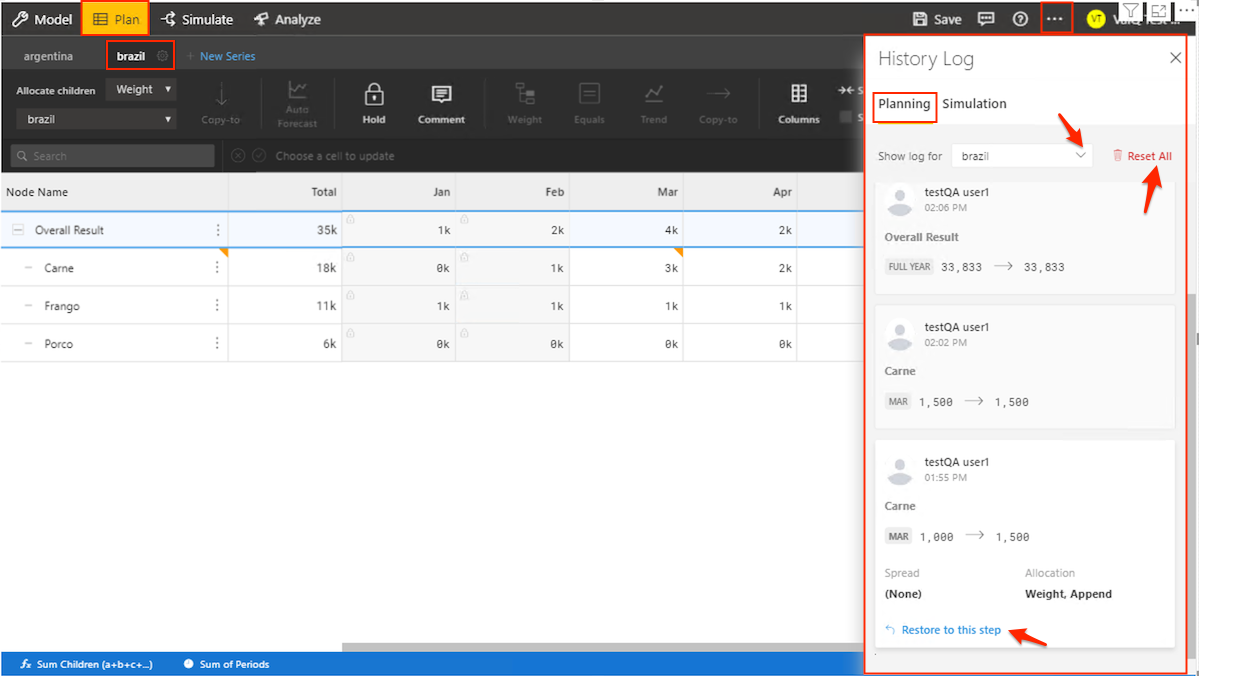 Model Plan Simulate Analyze Save VT ValQ Test ...
argentina brazil + New Series
Allocate children Weight
brazil
Copy-to Auto Forecast Hold Comment Weight Equals Trend Copy-to Columns
Search Choose a cell to update
Node Name Total Jan Feb Mar Apr
Overall Result 35k 1k 2k 4k 2k
Carne 18k 0k 1k 3k 2k
Frango 11k 1k 1k 1k 1k
Porco 6k 0k 0k 0k 0k
fx Sum Children (a+b+c+...) Sum of Periods
History Log
Planning Simulation
Show log for brazil Reset All
testQA user1
02:06 PM
Overall Result
FULL YEAR 33,833 → 33,833
testQA user1
02:02 PM
Carne
MAR 1,500 → 1,500
testQA user1
01:55 PM
Carne
MAR 1,000 → 1,500
Spread Allocation
(None) Weight, Append
Restore to this step